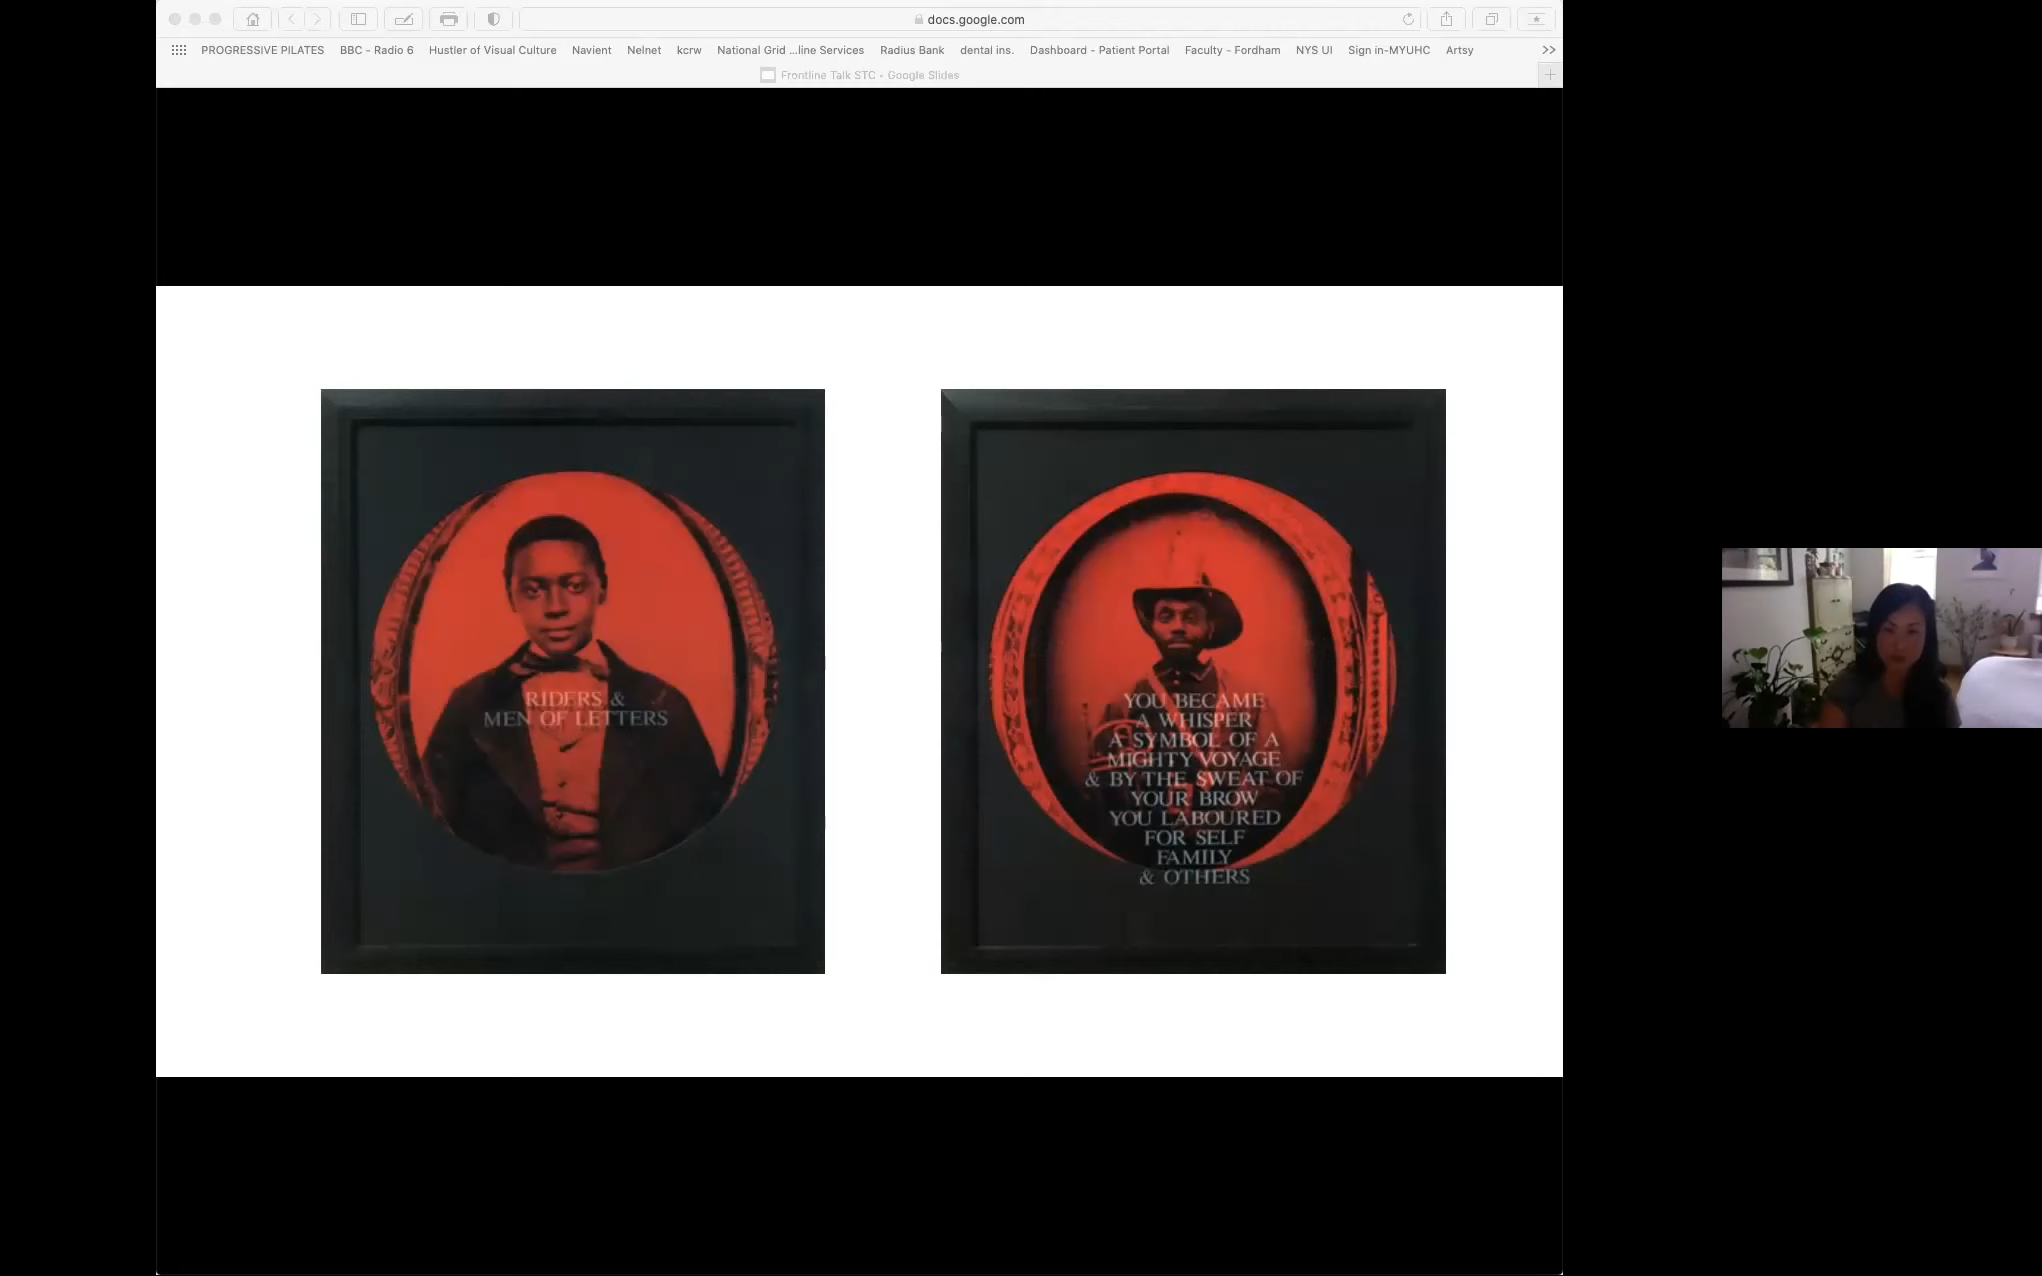 docs.google.com
PROGRESSIVE PILATES BBC - Radio 6 Hustler of Visual Culture Navient Nelnet kcrw National Grid ...line Services Radius Bank dental ins. Dashboard - Patient Portal Faculty - Fordham NYS UI Sign in-MYUHC Artsy >>
Frontline Talk STC - Google Slides
RIDERS &
MEN OF LETTERS
YOU BECAME
A WHISPER
A SYMBOL OF A
MIGHTY VOYAGE
& BY THE SWEAT OF
YOUR BROW
YOU LABOURED
FOR SELF
FAMILY
& OTHERS